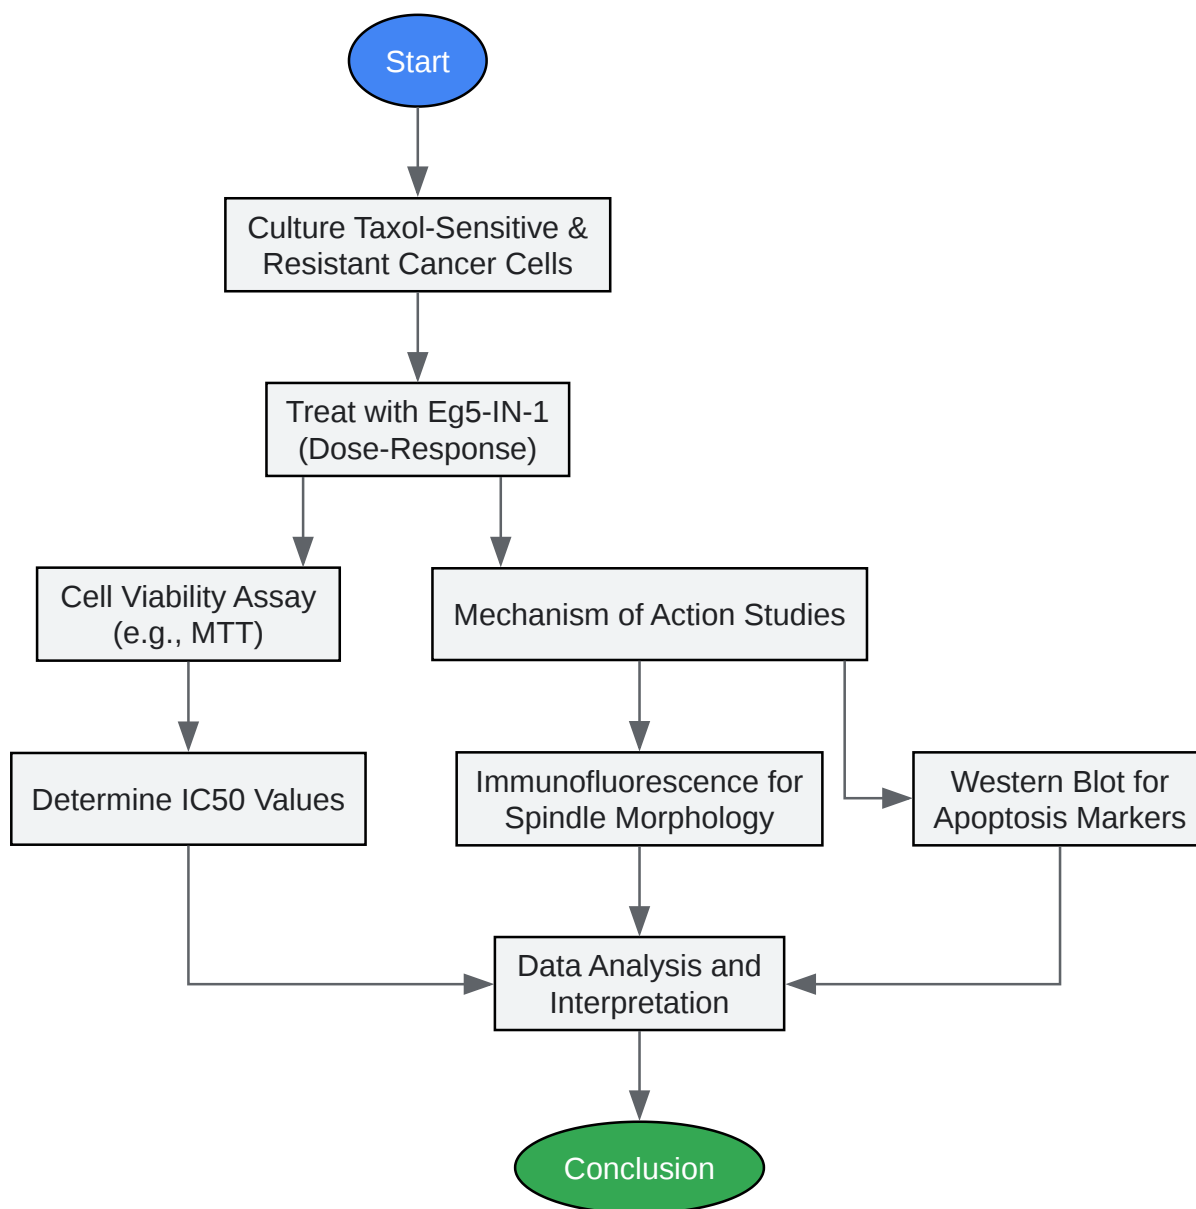 Start
Culture Taxol-Sensitive &
Resistant Cancer Cells
Treat with Eg5-IN-1
(Dose-Response)
Cell Viability Assay
(e.g., MTT)
Mechanism of Action Studies
Determine IC50 Values
Immunofluorescence for
Spindle Morphology
Western Blot for
Apoptosis Markers
Data Analysis and
Interpretation
Conclusion